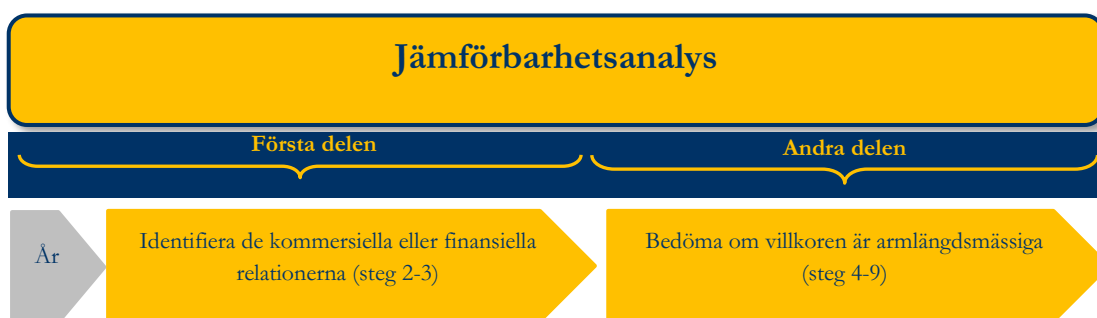 Jämförbarhetsanalys
Första delen
Andra delen
År
Identifiera de kommersiella eller finansiella
relationerna (steg 2-3)
Bedöma om villkoren är armlängdsmässiga
(steg 4-9)